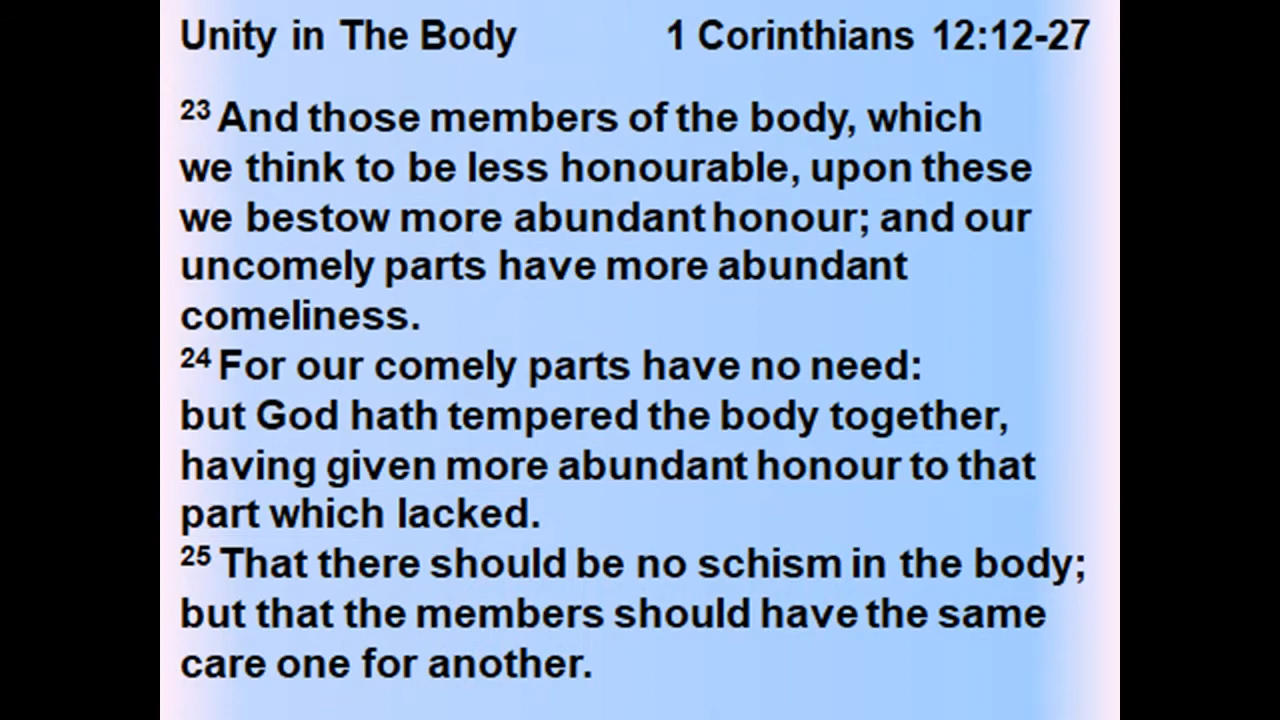 Unity in The Body 1 Corinthians 12:12-27
23 And those members of the body, which
we think to be less honourable, upon these
we bestow more abundant honour; and our
uncomely parts have more abundant
comeliness.
24 For our comely parts have no need:
but God hath tempered the body together,
having given more abundant honour to that
part which lacked.
25 That there should be no schism in the body;
but that the members should have the same
care one for another.